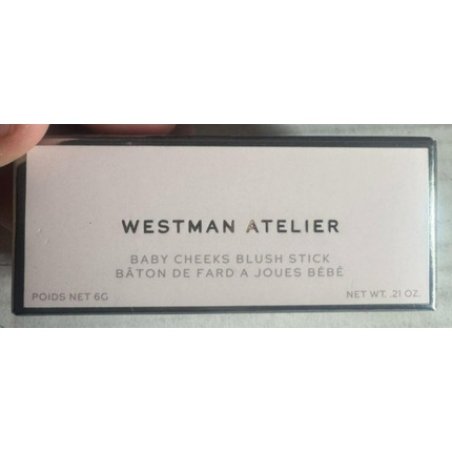 WESTMAN ATELIER
BABY CHEEKS BLUSH STICK
BÂTON DE FARD A JOUES BÉBÉ
POIDS NET 6G
NET WT. .21 OZ.